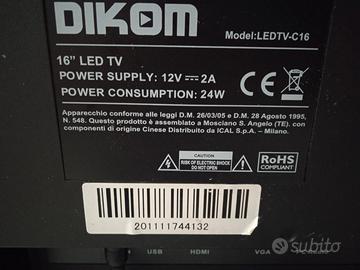 DIKOM
Model:LEDTV-C16
16" LED TV
POWER SUPPLY: 12V 2A
POWER CONSUMPTION: 24W
Apparecchio conforme alle leggi D.M. 26/03/05 e D.M. 28 Agosto 1995,
N. 548. Questo prodotto è assemblato a Mosciano S. Angelo (TE). con
componenti di origine Cinese Distribuito da ICAL S.p.A - Milano.
CAUTION
RISK OF ELECTRIC SHOCK
DO NOT OPEN
RoHS
COMPLIANT
201111744132
USB HDMI VGA
subito